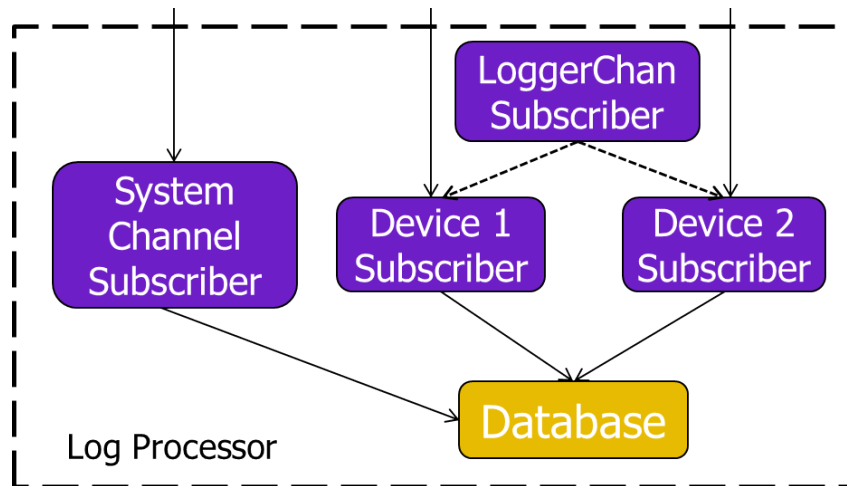 LoggerChan
Subscriber
System
Channel
Subscriber
Device 1
Subscriber
Device 2
Subscriber
Database
Log Processor